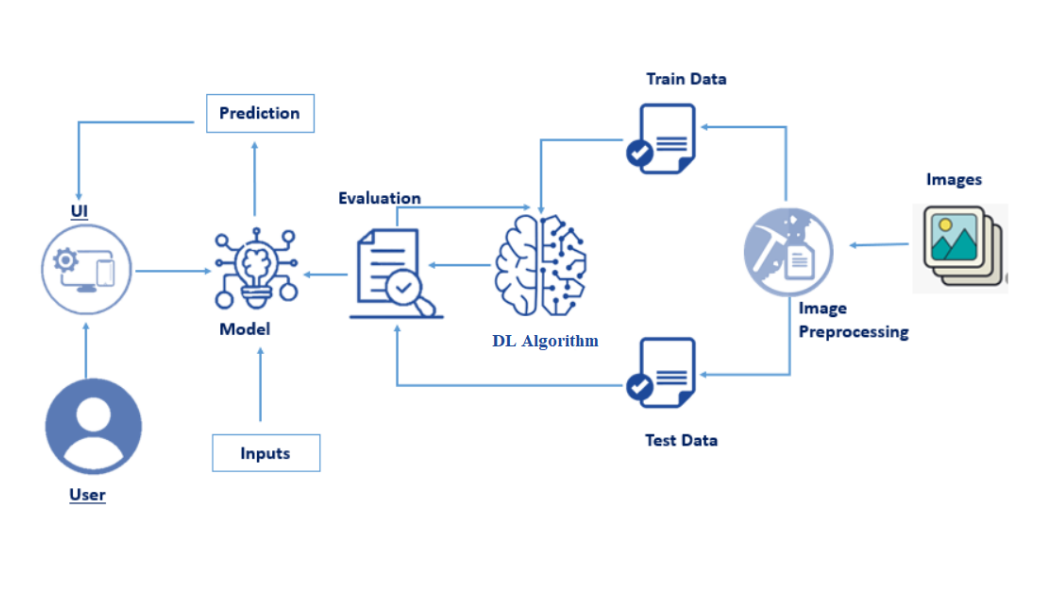 Train Data
Prediction
Images
Evaluation
UI
Image
Preprocessing
Model
DL Algorithm
Test Data
Inputs
User